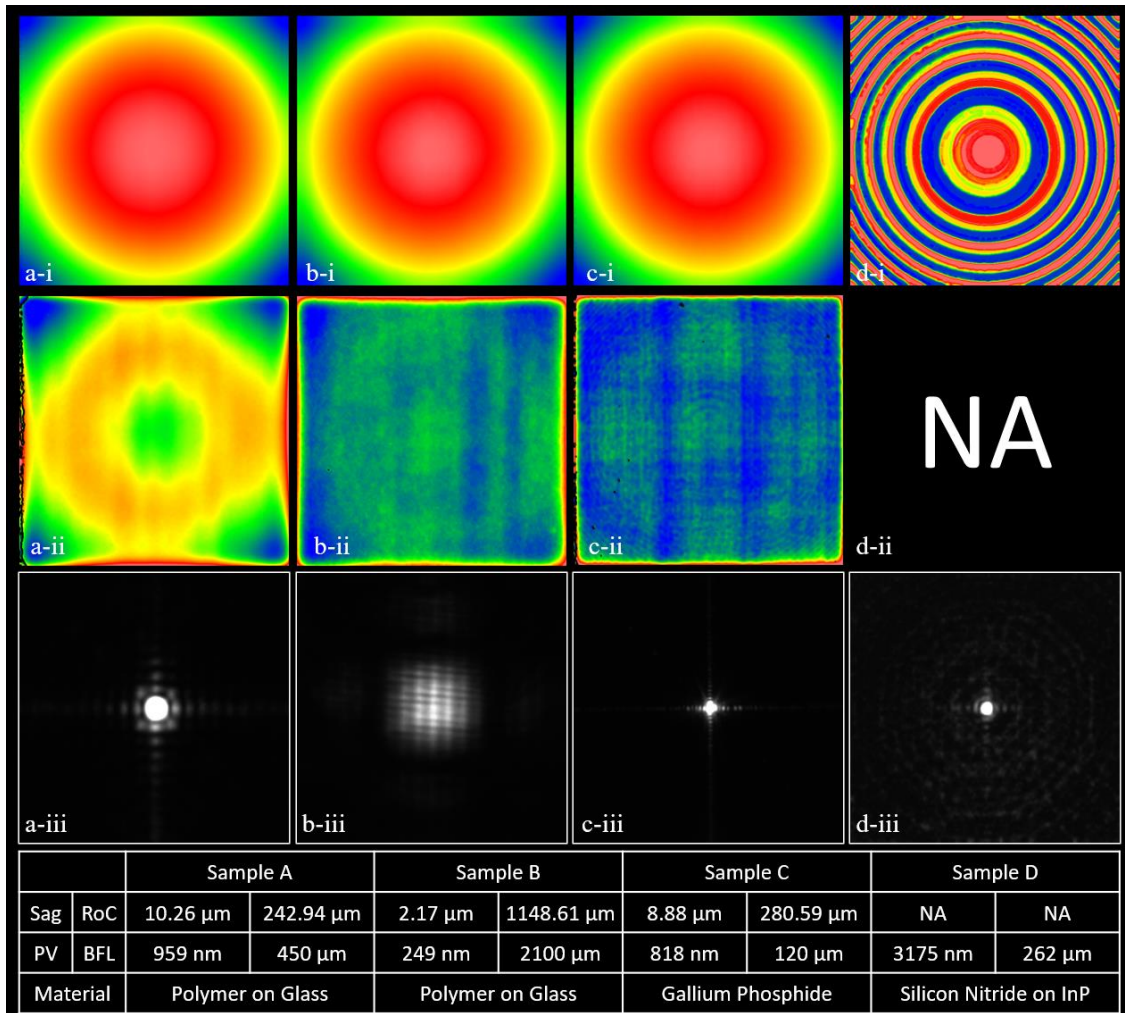 a-i b-i c-i d-i
NA
a-ii b-ii c-ii d-ii
a-iii b-iii c-iii d-iii
Sample A Sample B Sample C Sample D
Sag RoC 10.26 µm 242.94 µm 2.17 µm 1148.61 µm 8.88 µm 280.59 µm NA NA
PV BFL 959 nm 450 µm 249 nm 2100 µm 818 nm 120 µm 3175 nm 262 µm
Material Polymer on Glass Polymer on Glass Gallium Phosphide Silicon Nitride on InP